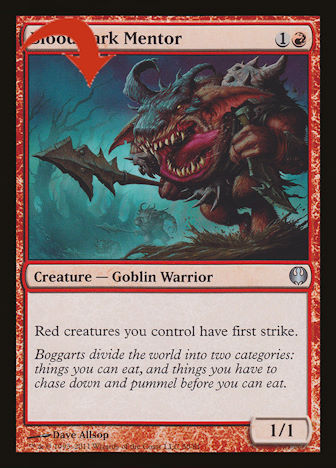 Mentor
1
Creature — Goblin Warrior
Red creatures you control have first strike.
Boggarts divide the world into two categories:
things you can eat, and things you have to
chase down and pummel before you can eat.
Dave Allsop
1/1